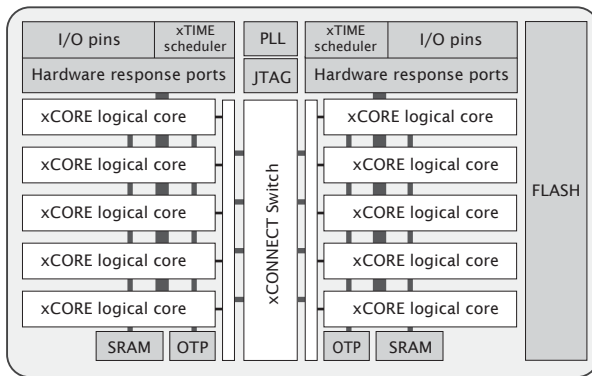 I/O pins
xTIME
scheduler
PLL
xTIME
scheduler
I/O pins
Hardware response ports
JTAG
Hardware response ports
xCORE logical core
xCORE logical core
xCORE logical core
xCORE logical core
xCORE logical core
xCONNECT Switch
xCORE logical core
xCORE logical core
xCORE logical core
xCORE logical core
xCORE logical core
FLASH
SRAM
OTP
OTP
SRAM